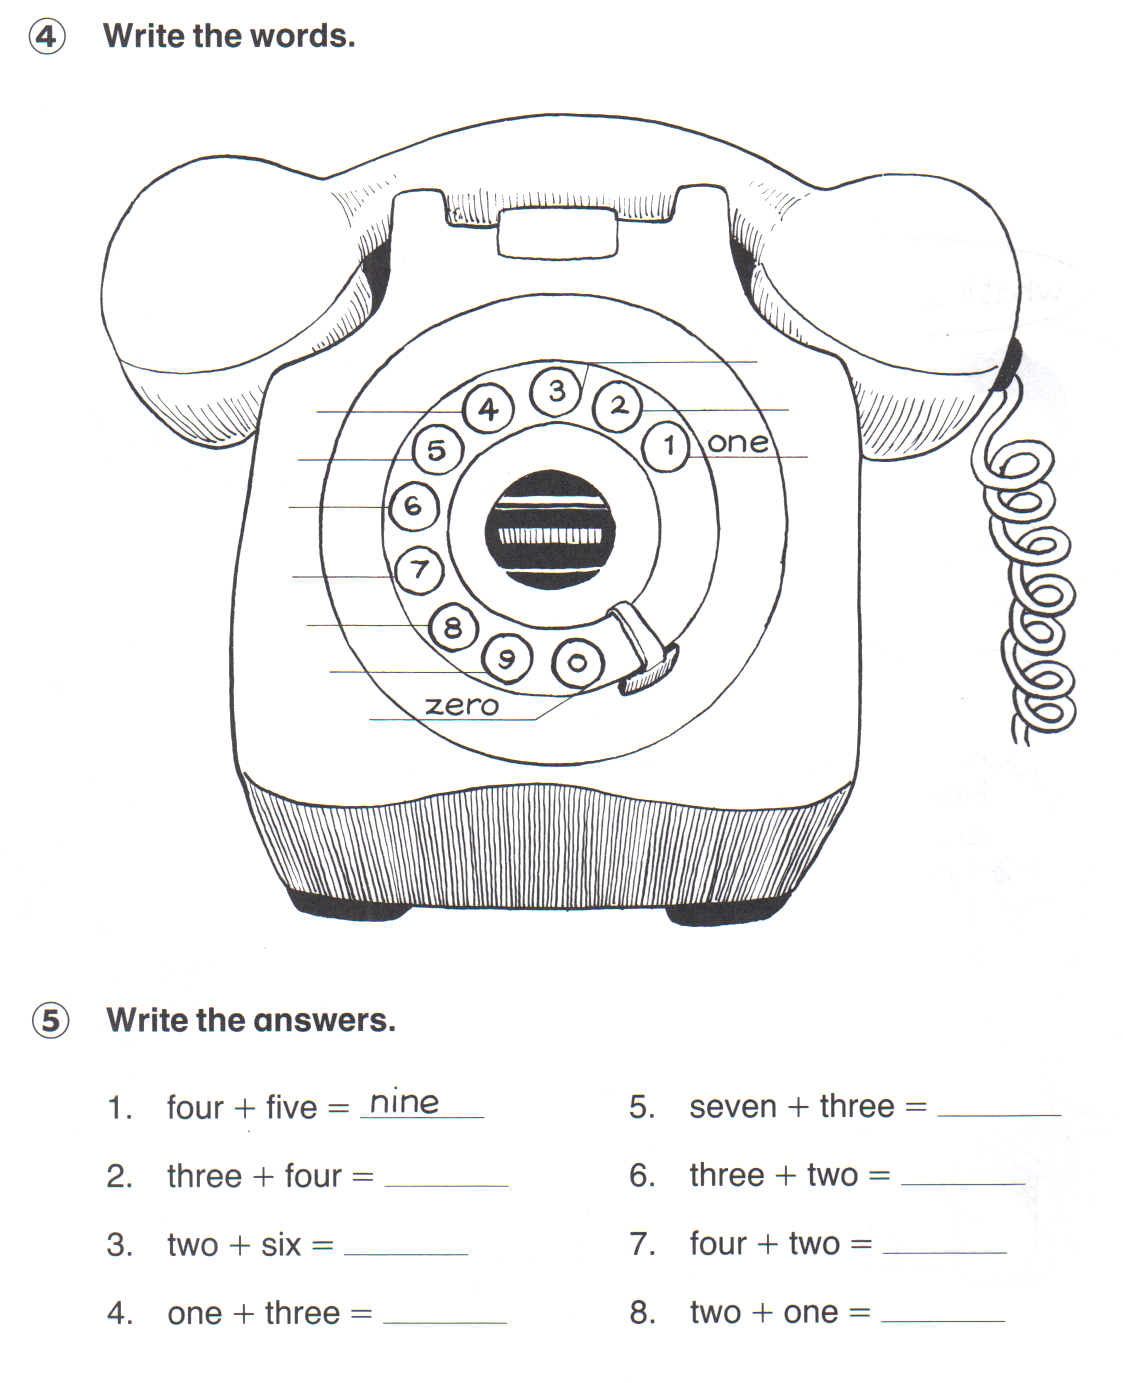 4 Write the words.
3
4 2
5 1 one
6
7
8
9 0
zero
5 Write the answers.
1. four + five = nine
2. three + four =
3. two + six =
4. one + three =
5. seven + three =
6. three + two =
7. four + two =
8. two + one =